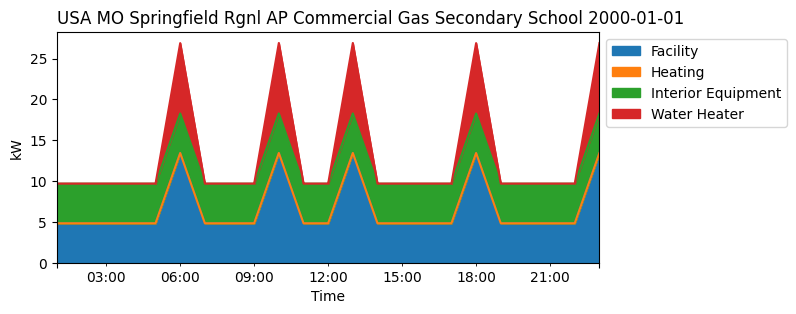 USA MO Springfield Rgnl AP Commercial Gas Secondary School 2000-01-01
kW
25
20
15
10
5
0
03:00 06:00 09:00 12:00 15:00 18:00 21:00
Time
Facility
Heating
Interior Equipment
Water Heater